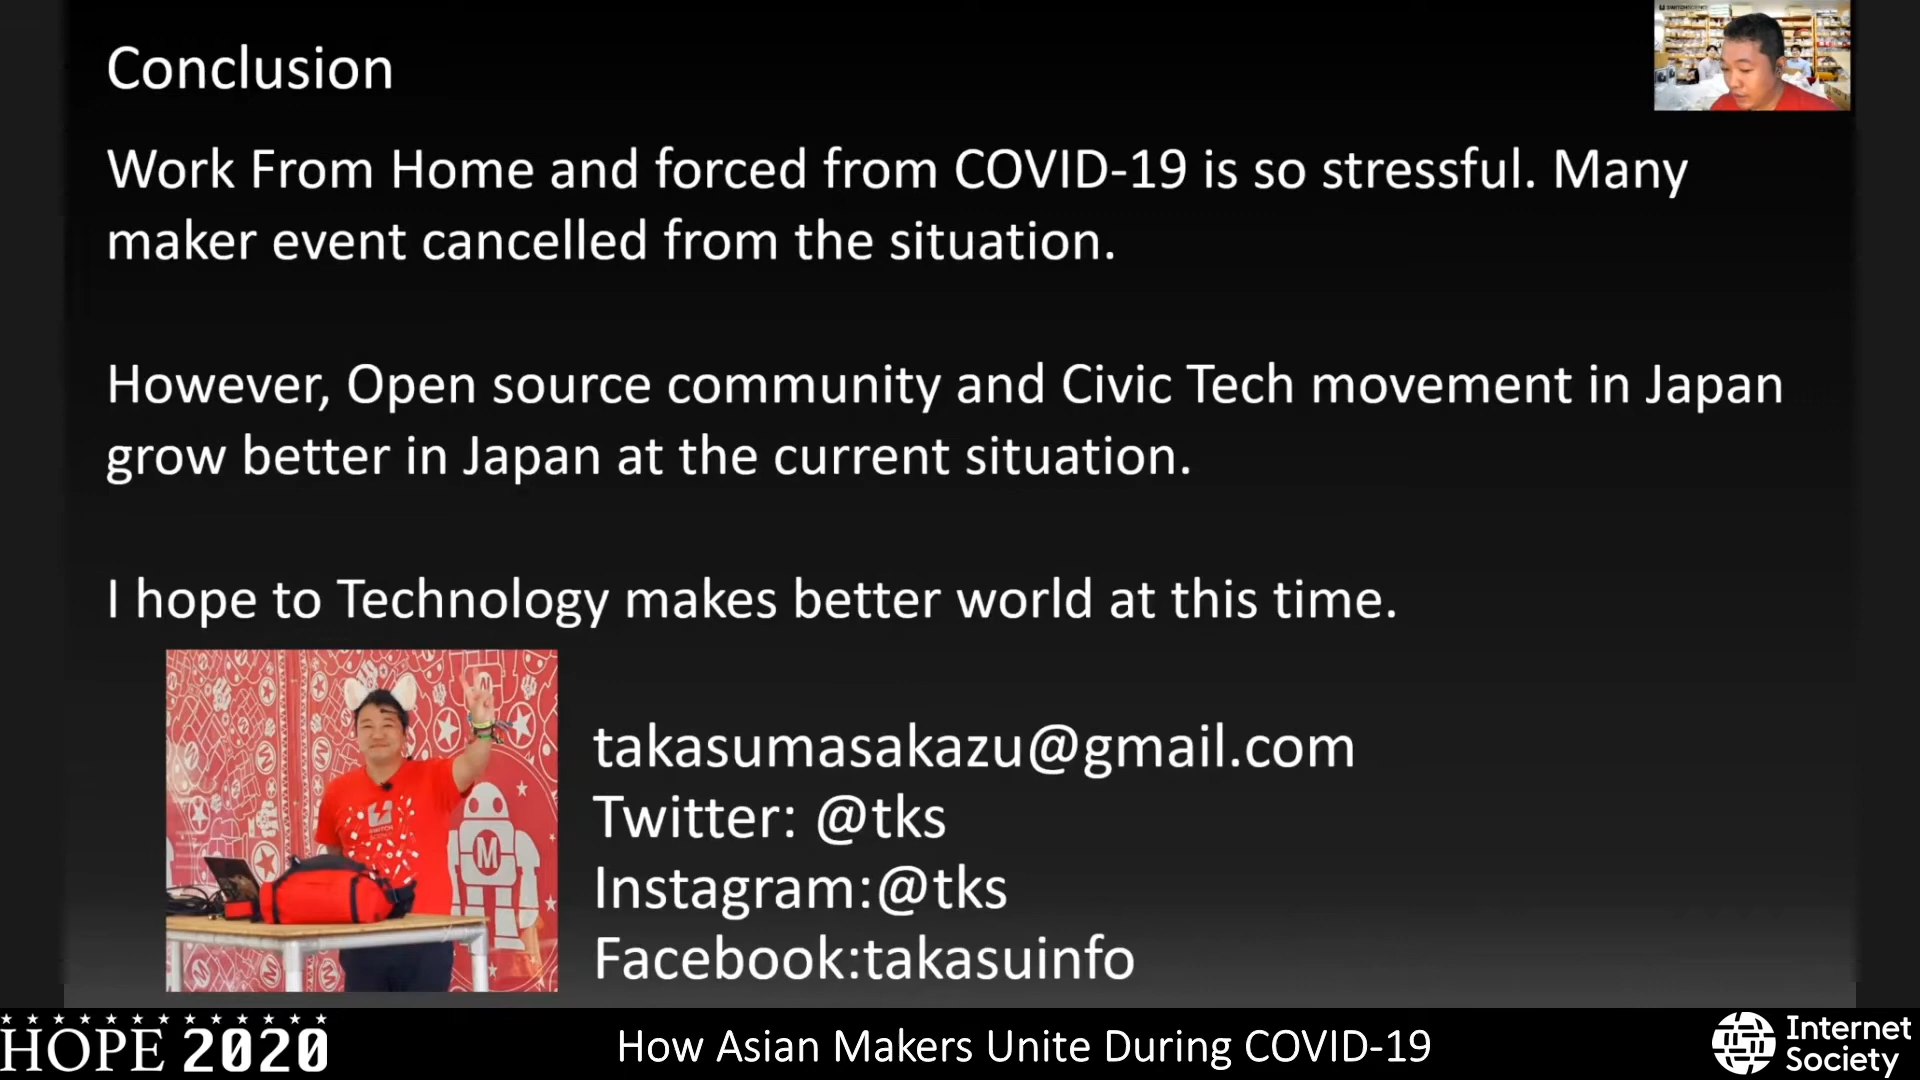 Conclusion
Work From Home and forced from COVID-19 is so stressful. Many
maker event cancelled from the situation.
However, Open source community and Civic Tech movement in Japan
grow better in Japan at the current situation.
I hope to Technology makes better world at this time.
takasumasakazu@gmail.com
Twitter: @tks
Instagram:@tks
Facebook:takasuinfo
M
HOPE 2020
How Asian Makers Unite During COVID-19
Internet
Society